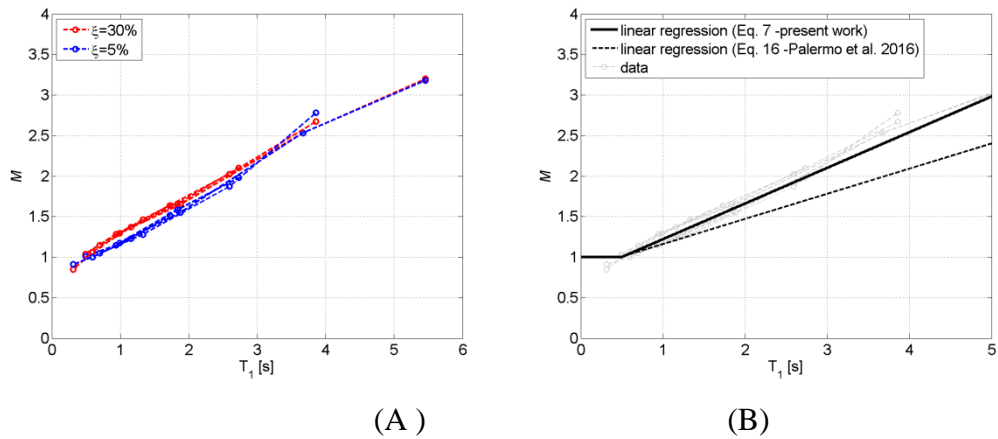 4
3.5
3
2.5
2
1.5
1
0.5
0
M
0 1 2 3 4 5 6
T1 [s]
ξ=30%
ξ=5%
4
3.5
3
2.5
2
1.5
1
0.5
0
M
0 1 2 3 4 5
T1 [s]
linear regression (Eq. 7 -present work)
linear regression (Eq. 16 -Palermo et al. 2016)
data
(A ) (B)